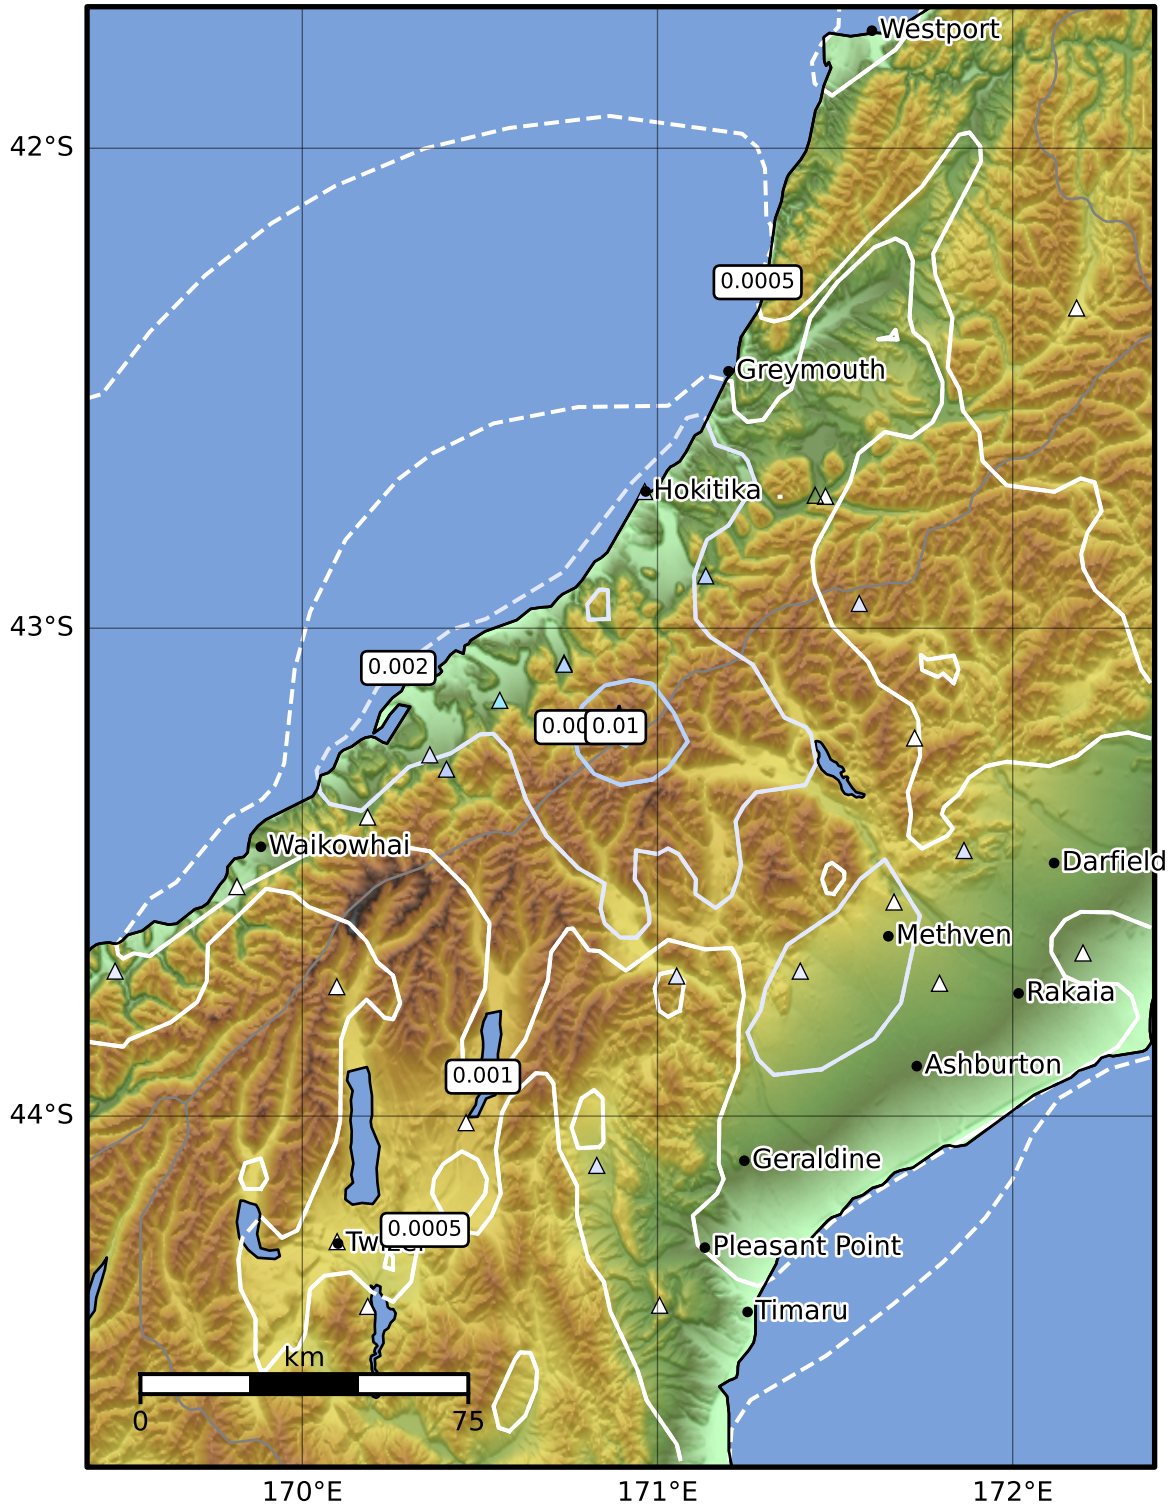 Westport
42°S
0.0005
Greymouth
Hokitika
43°S
0.002
0.01
Waikowhai
Darfield
Methven
Rakaia
Ashburton
0.001
44°S
Geraldine
0.0005
Pleasant Point
Timaru
km
0
75
170°E
171°E
172°E